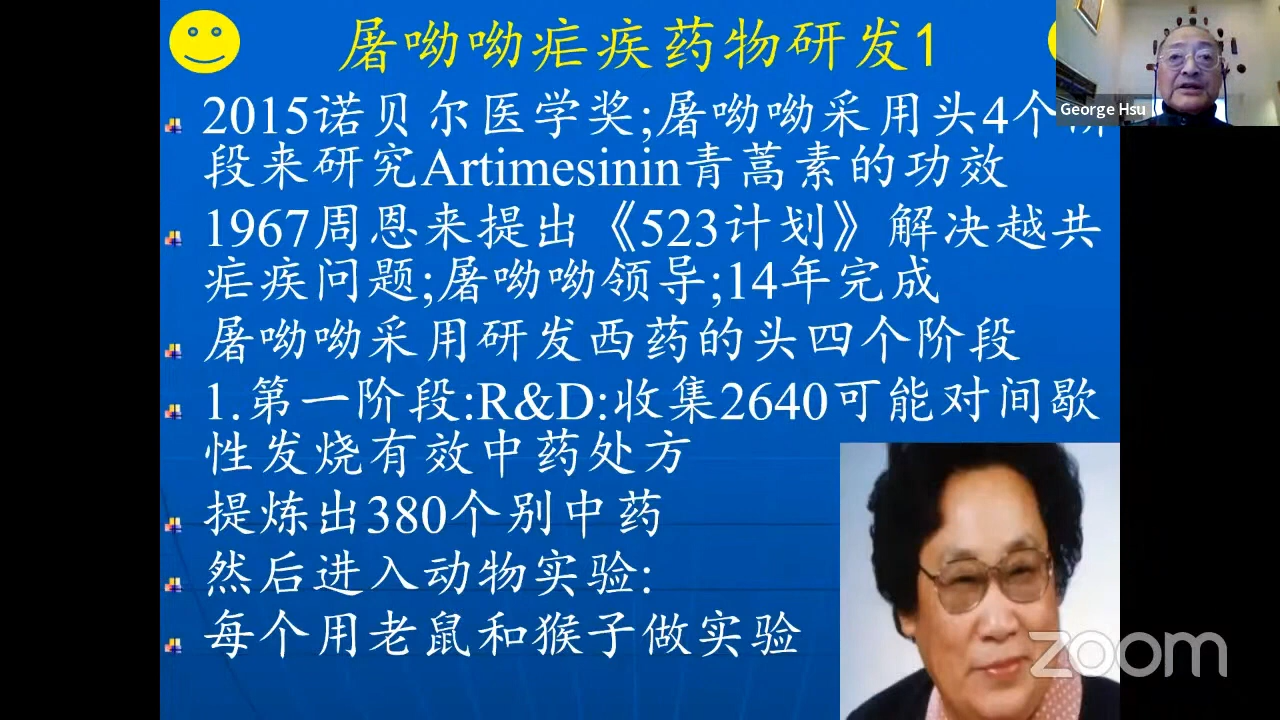 屠呦呦疟疾药物研发1
2015诺贝尔医学奖;屠呦呦采用头4个阶
段来研究Artimesinin青蒿素的功效
1967周恩来提出《523计划》解决越共
疟疾问题;屠呦呦领导;14年完成
屠呦呦采用研发西药的头四个阶段
1.第一阶段:R&D:收集2640可能对间歇
性发烧有效中药处方
提炼出380个别中药
然后进入动物实验:
每个用老鼠和猴子做实验
George Hsu
zoom